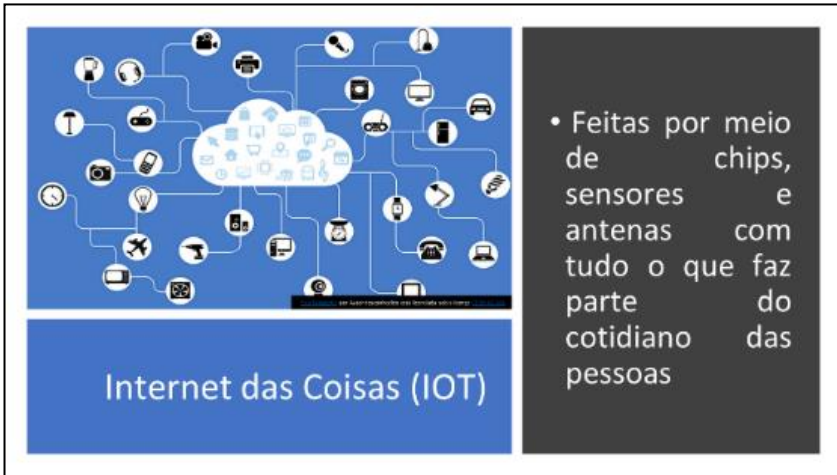 Internet das Coisas (IOT)
• Feitas por meio
de chips,
sensores e
antenas com
tudo o que faz
parte do
cotidiano das
pessoas